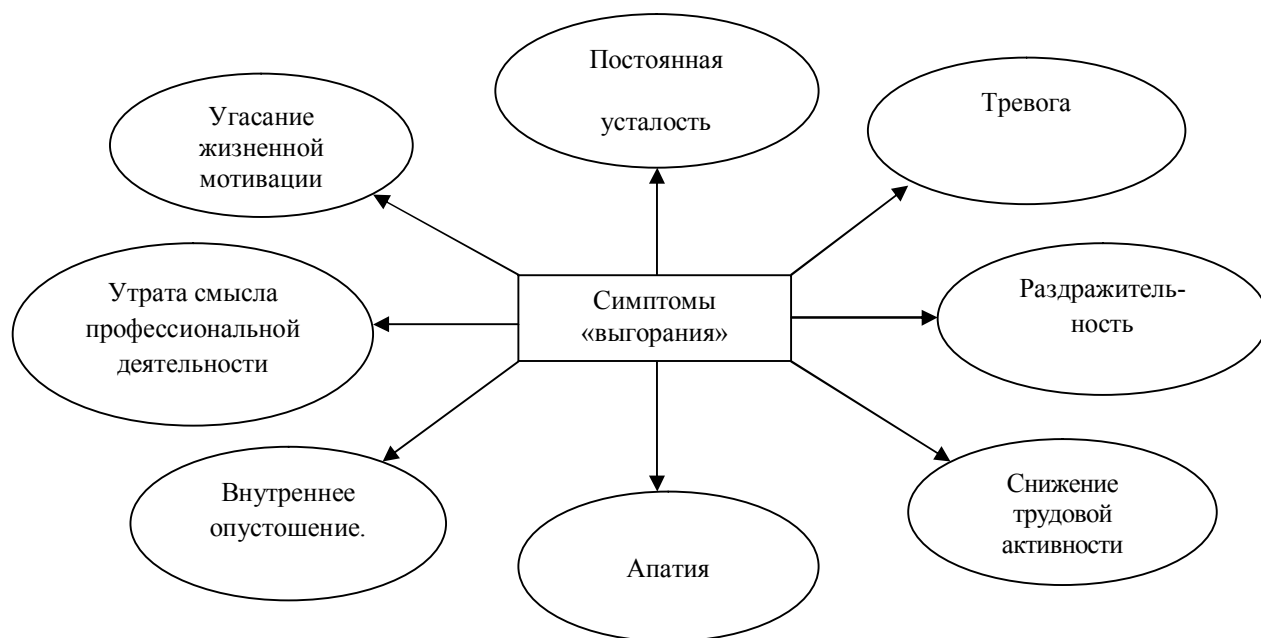 Постоянная
усталость
Тревога
Угасание
жизненной
мотивации
Утрата смысла
профессиональной
деятельности
Симптомы
«выгорания»
Раздражитель-
ность
Внутреннее
опустошение.
Апатия
Снижение
трудовой
активности